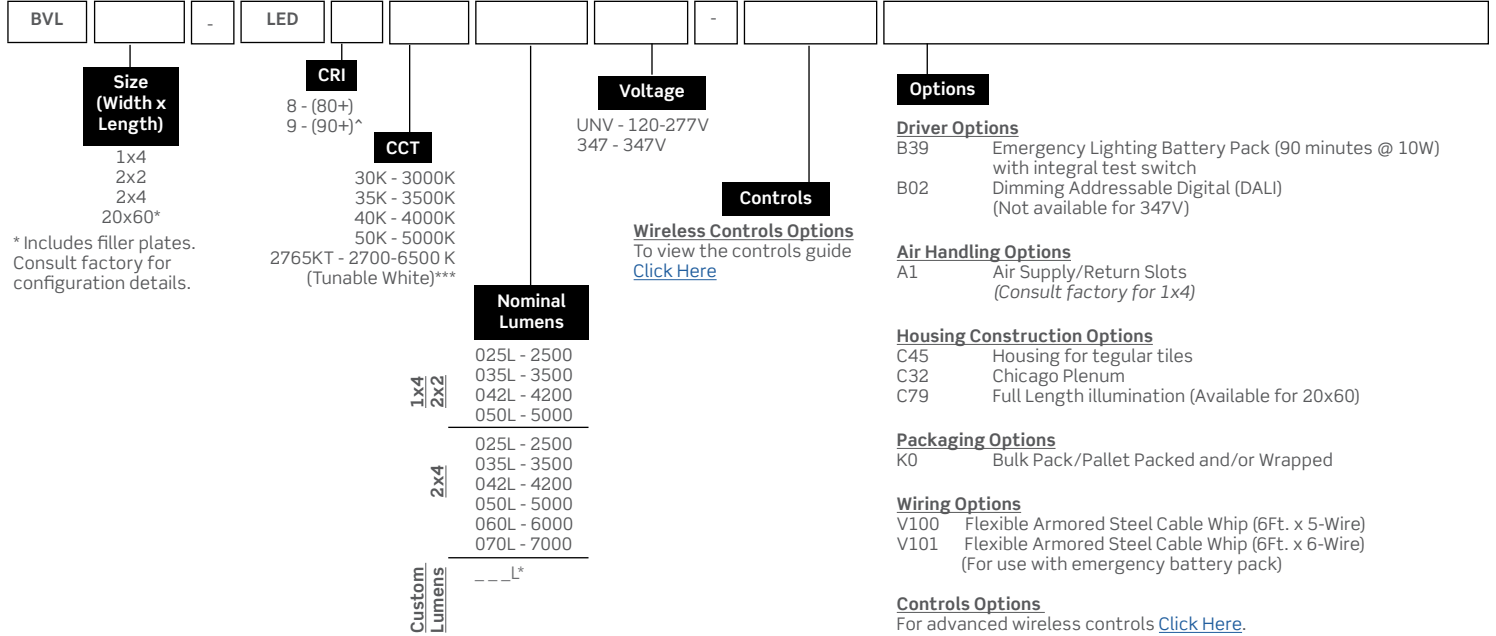 BVL - LED -
Size
(Width x
Length)
1x4
2x2
2x4
20x60*
* Includes filler plates.
Consult factory for
configuration details.
CRI
8 - (80+)
9 - (90+)^
CCT
30K - 3000K
35K - 3500K
40K - 4000K
50K - 5000K
2765KT - 2700-6500 K
(Tunable White)***
Nominal
Lumens
1x4
2x2
025L - 2500
035L - 3500
042L - 4200
050L - 5000
2x4
025L - 2500
035L - 3500
042L - 4200
050L - 5000
060L - 6000
070L - 7000
Custom
Lumens
_ _ _L*
Voltage
UNV - 120-277V
347 - 347V
Controls
Wireless Controls Options
To view the controls guide
Click Here
Options
Driver Options
B39 Emergency Lighting Battery Pack (90 minutes @ 10W)
with integral test switch
B02 Dimming Addressable Digital (DALI)
(Not available for 347V)
Air Handling Options
A1 Air Supply/Return Slots
(Consult factory for 1x4)
Housing Construction Options
C45 Housing for tegular tiles
C32 Chicago Plenum
C79 Full Length illumination (Available for 20x60)
Packaging Options
K0 Bulk Pack/Pallet Packed and/or Wrapped
Wiring Options
V100 Flexible Armored Steel Cable Whip (6Ft. x 5-Wire)
V101 Flexible Armored Steel Cable Whip (6Ft. x 6-Wire)
(For use with emergency battery pack)
Controls Options
For advanced wireless controls Click Here.